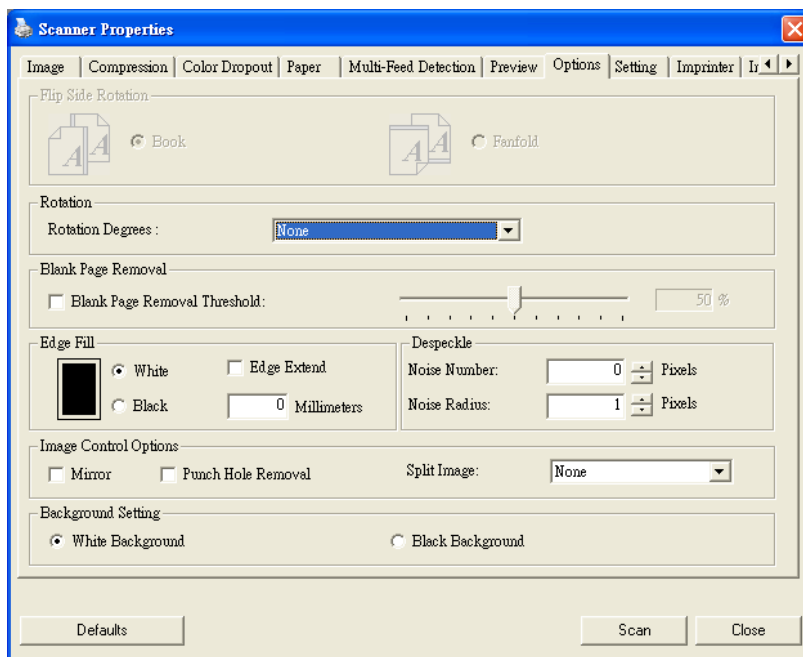 Scanner Properties
Image Compression Color Dropout Paper Multi-Feed Detection Preview Options Setting Imprinter
Flip Side Rotation
A A Book A A Fanfold
Rotation
Rotation Degrees : None
Blank Page Removal
Blank Page Removal Threshold: 50 %
Edge Fill Despeckle
White Edge Extend Noise Number: 0 Pixels
Black 0 Millimeters Noise Radius: 1 Pixels
Image Control Options
Mirror Punch Hole Removal Split Image: None
Background Setting
White Background Black Background
Defaults Scan Close